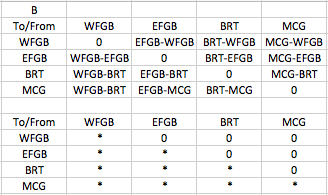 B
To/From WFGB EFGB BRT MCG
WFGB 0 EFGB-WFGB BRT-WFGB MCG-WFGB
EFGB WFGB-EFGB 0 BRT-EFGB MCG-EFGB
BRT WFGB-BRT EFGB-BRT 0 MCG-BRT
MCG WFGB-BRT EFGB-MCG BRT-MCG 0
To/From WFGB EFGB BRT MCG
WFGB * 0 0 0
EFGB * * 0 0
BRT * * * 0
MCG * * * *